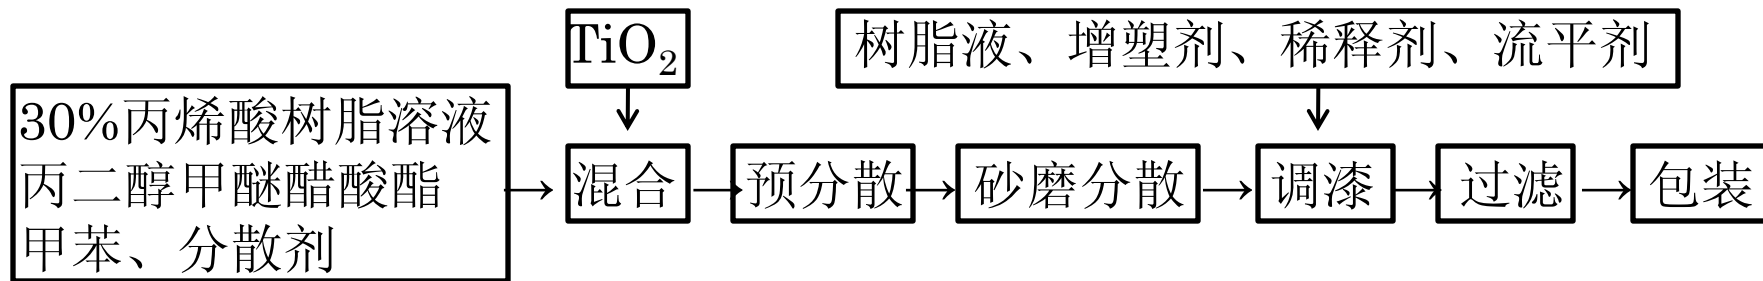 TiO₂
树脂液、增塑剂、稀释剂、流平剂
30%丙烯酸树脂溶液
丙二醇甲醚醋酸酯
甲苯、分散剂
混合
预分散
砂磨分散
调漆
过滤
包装